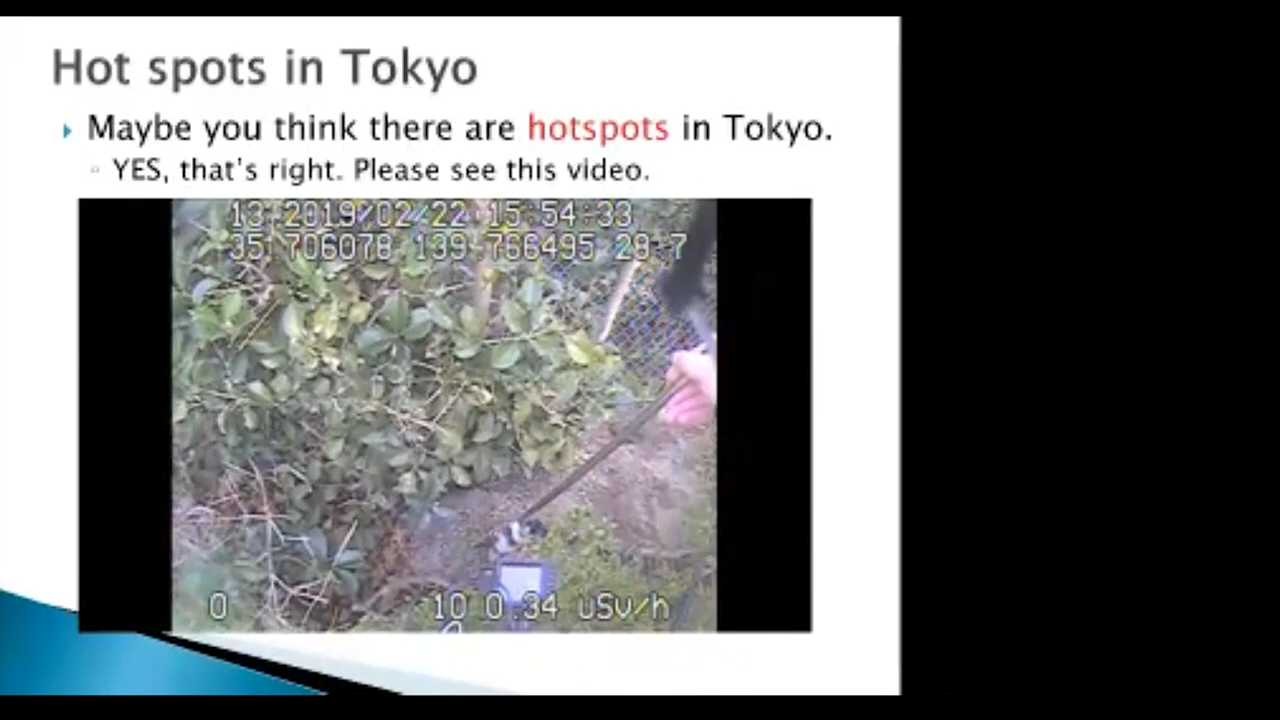 Hot spots in Tokyo
Maybe you think there are hotspots in Tokyo.
YES, that's right. Please see this video.
13 2019/02/22 15:54:33
35.706078 139.766495 29.7
0 10 0.34 uSv/h